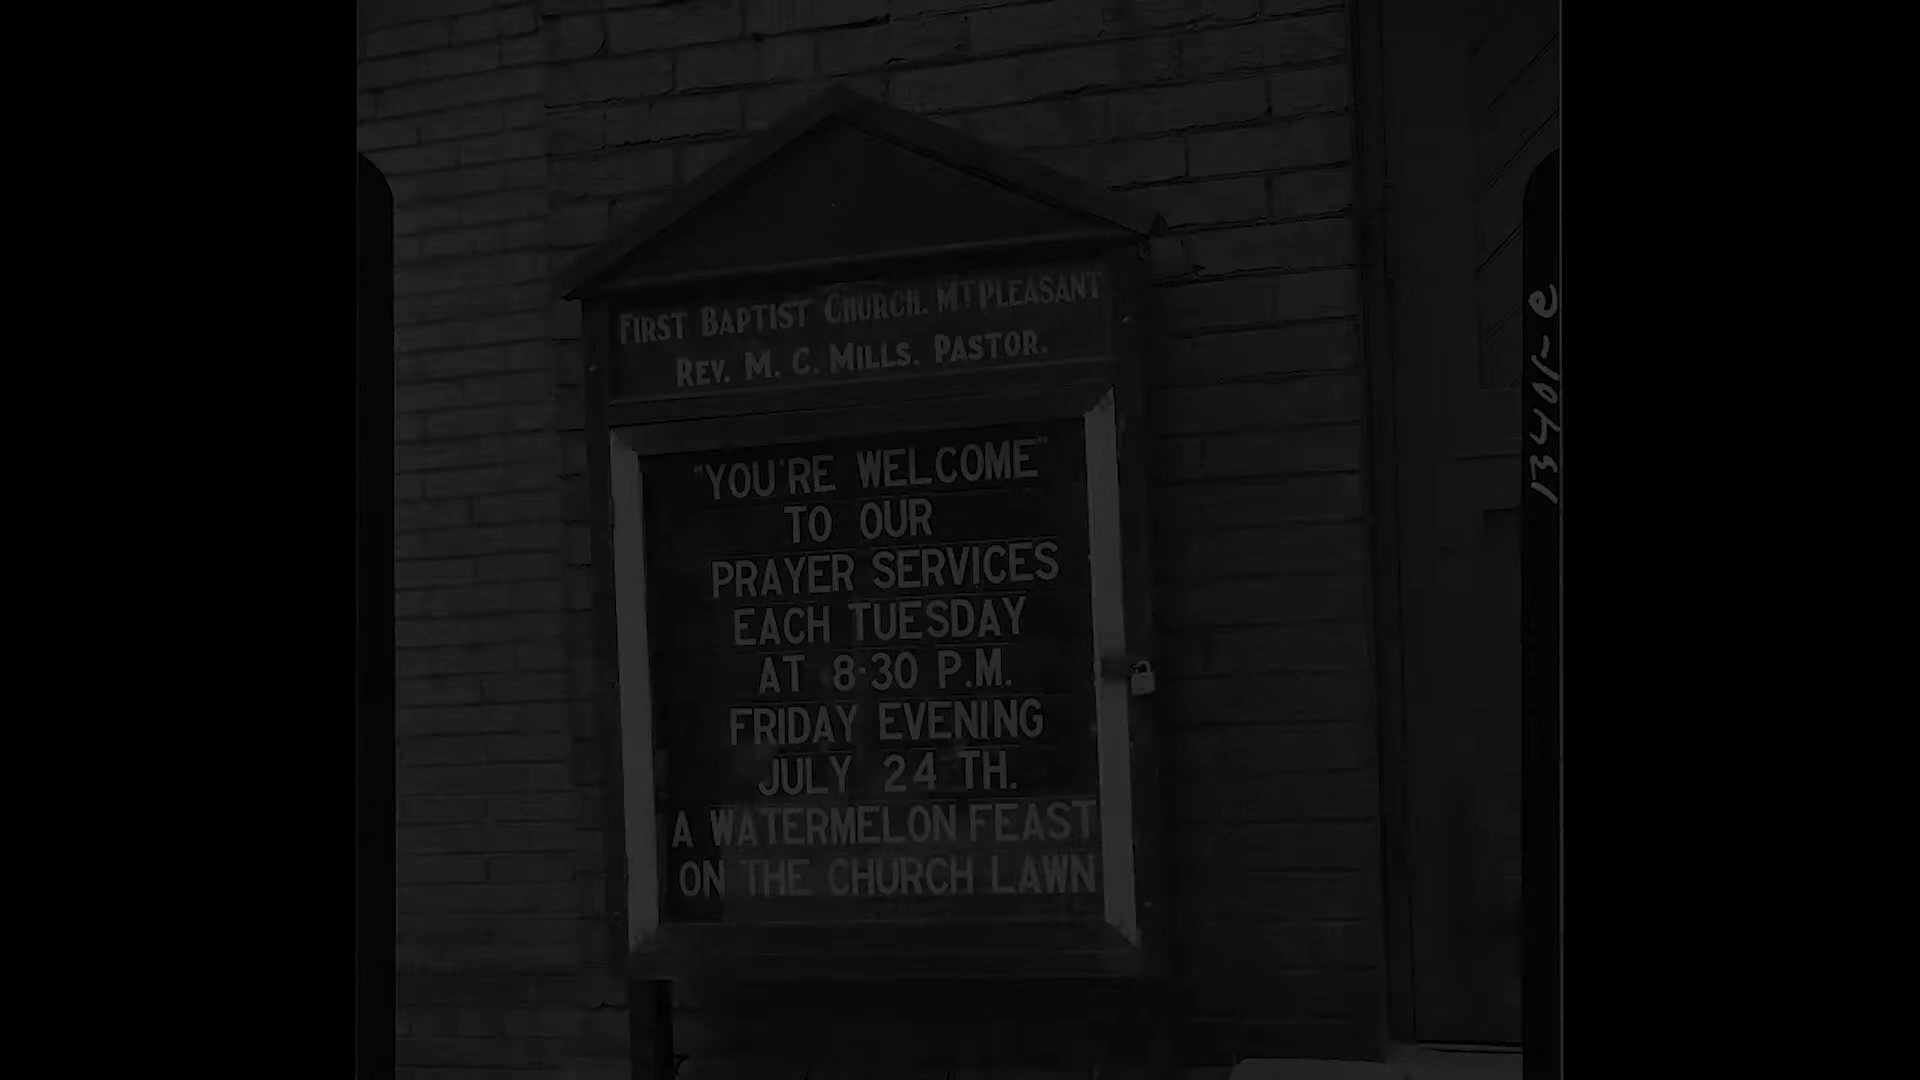 FIRST BAPTIST CHURCH. MT PLEASANT
REV. M. C. MILLS. PASTOR.
"YOU'RE WELCOME"
TO OUR
PRAYER SERVICES
EACH TUESDAY
AT 8·30 P.M.
FRIDAY EVENING
JULY 24 TH.
A WATERMELON FEAST
ON THE CHURCH LAWN
13401-e